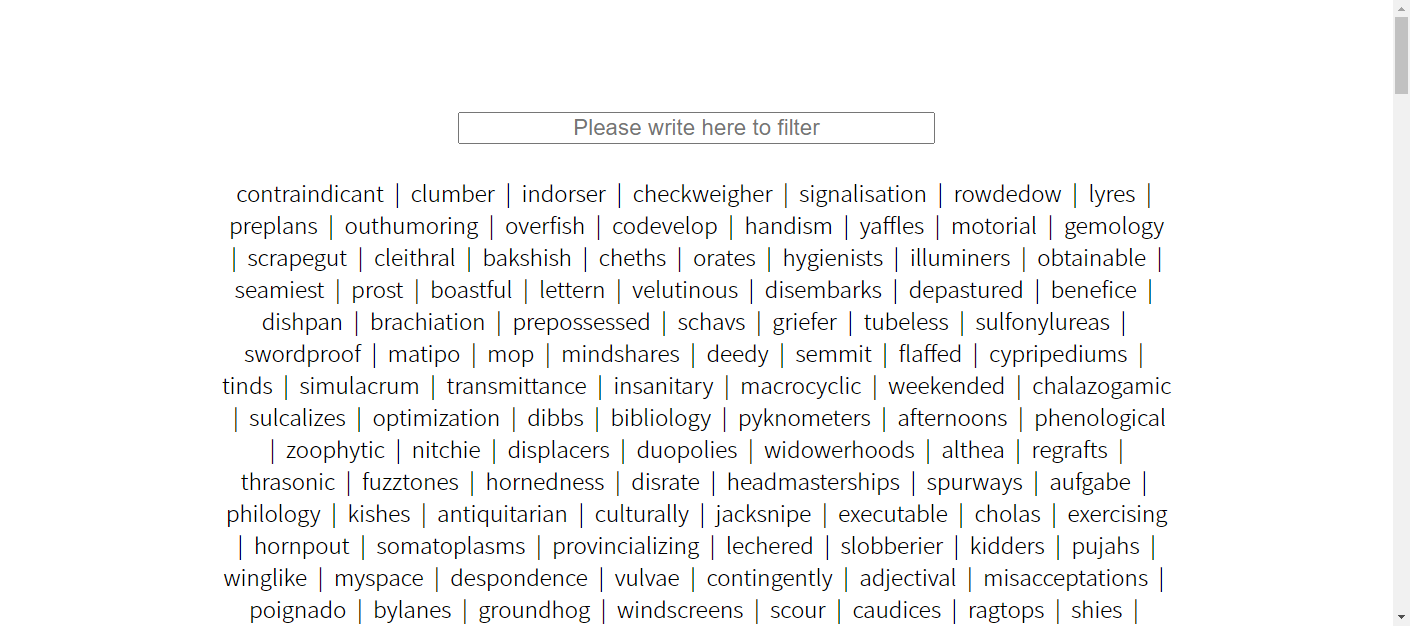 Please write here to filter
contraindicant | clumber | indorser | checkweigher | signalisation | rowdedow | lyres |
preplans | outhumoring | overfish | codevelop | handism | yaffles | motorial | gemology
| scrapegut | cleithral | bakshish | cheths | orates | hygienists | illuminers | obtainable |
seamiest | prost | boastful | lettern | velutinous | disembarks | depastured | benefice |
dishpan | brachiation | prepossessed | schavs | griefer | tubeless | sulfonylureas |
swordproof | matipo | mop | mindshares | deedy | semmit | flaffed | cypripediums |
tinds | simulacrum | transmittance | insanitary | macrocyclic | weekended | chalazogamic
| sulcalizes | optimization | dibbs | bibliology | pyknometers | afternoons | phenological
| zoophytic | nitchie | displacers | duopolies | widowerhoods | althea | regrafts |
thrasonic | fuzztones | hornedness | disrate | headmasterships | spurways | aufgabe |
philology | kishes | antiquitarian | culturally | jacksnipe | executable | cholas | exercising
| hornpout | somatoplasms | provincializing | lechered | slobberier | kidders | pujahs |
winglike | myspace | despondence | vulvae | contingently | adjectival | misacceptations |
poignado | bylanes | groundhog | windscreens | scour | caudices | ragtops | shies |